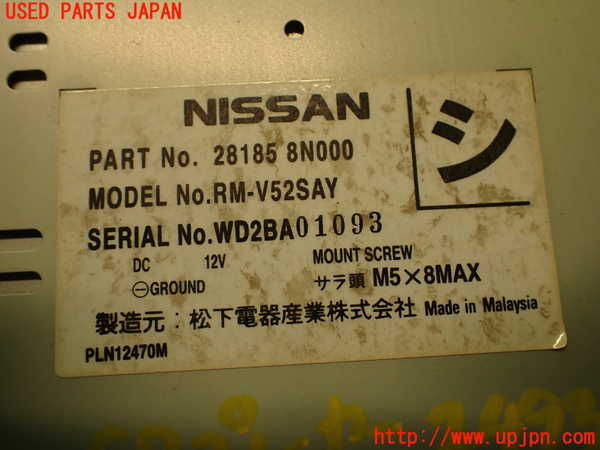 USED PARTS JAPAN
NISSAN
シ
PART No. 28185 8N000
MODEL No.RM-V52SAY
SERIAL No.WD2BA01093
DC 12V MOUNT SCREW
⊖GROUND サラ頭 M5×8MAX
製造元：松下電器産業株式会社 Made in Malaysia
PLN12470M
http://www.upjpn.com/